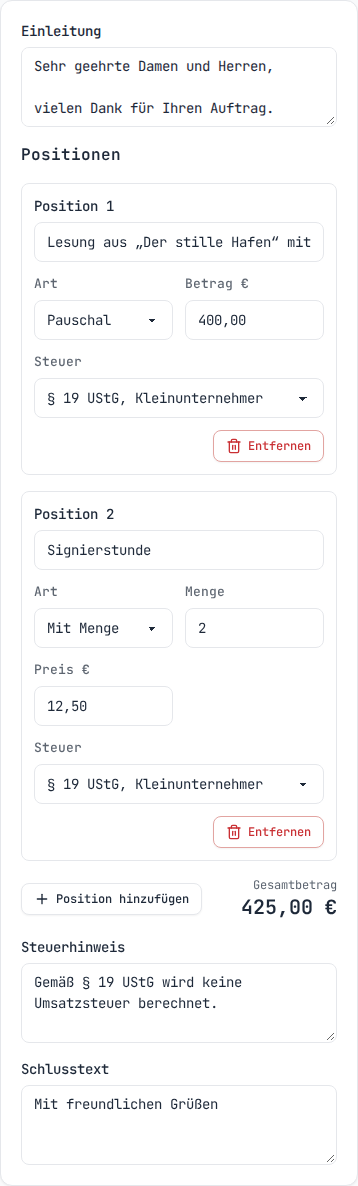 Einleitung
Sehr geehrte Damen und Herren,
vielen Dank für Ihren Auftrag.
Positionen
Position 1
Lesung aus „Der stille Hafen“ mit
Art
Betrag €
Pauschal
400,00
Steuer
§ 19 UStG, Kleinunternehmer
Entfernen
Position 2
Signierstunde
Art
Menge
Mit Menge
2
Preis €
12,50
Steuer
§ 19 UStG, Kleinunternehmer
Entfernen
+ Position hinzufügen
Gesamtbetrag
425,00 €
Steuerhinweis
Gemäß § 19 UStG wird keine
Umsatzsteuer berechnet.
Schlusstext
Mit freundlichen Grüßen